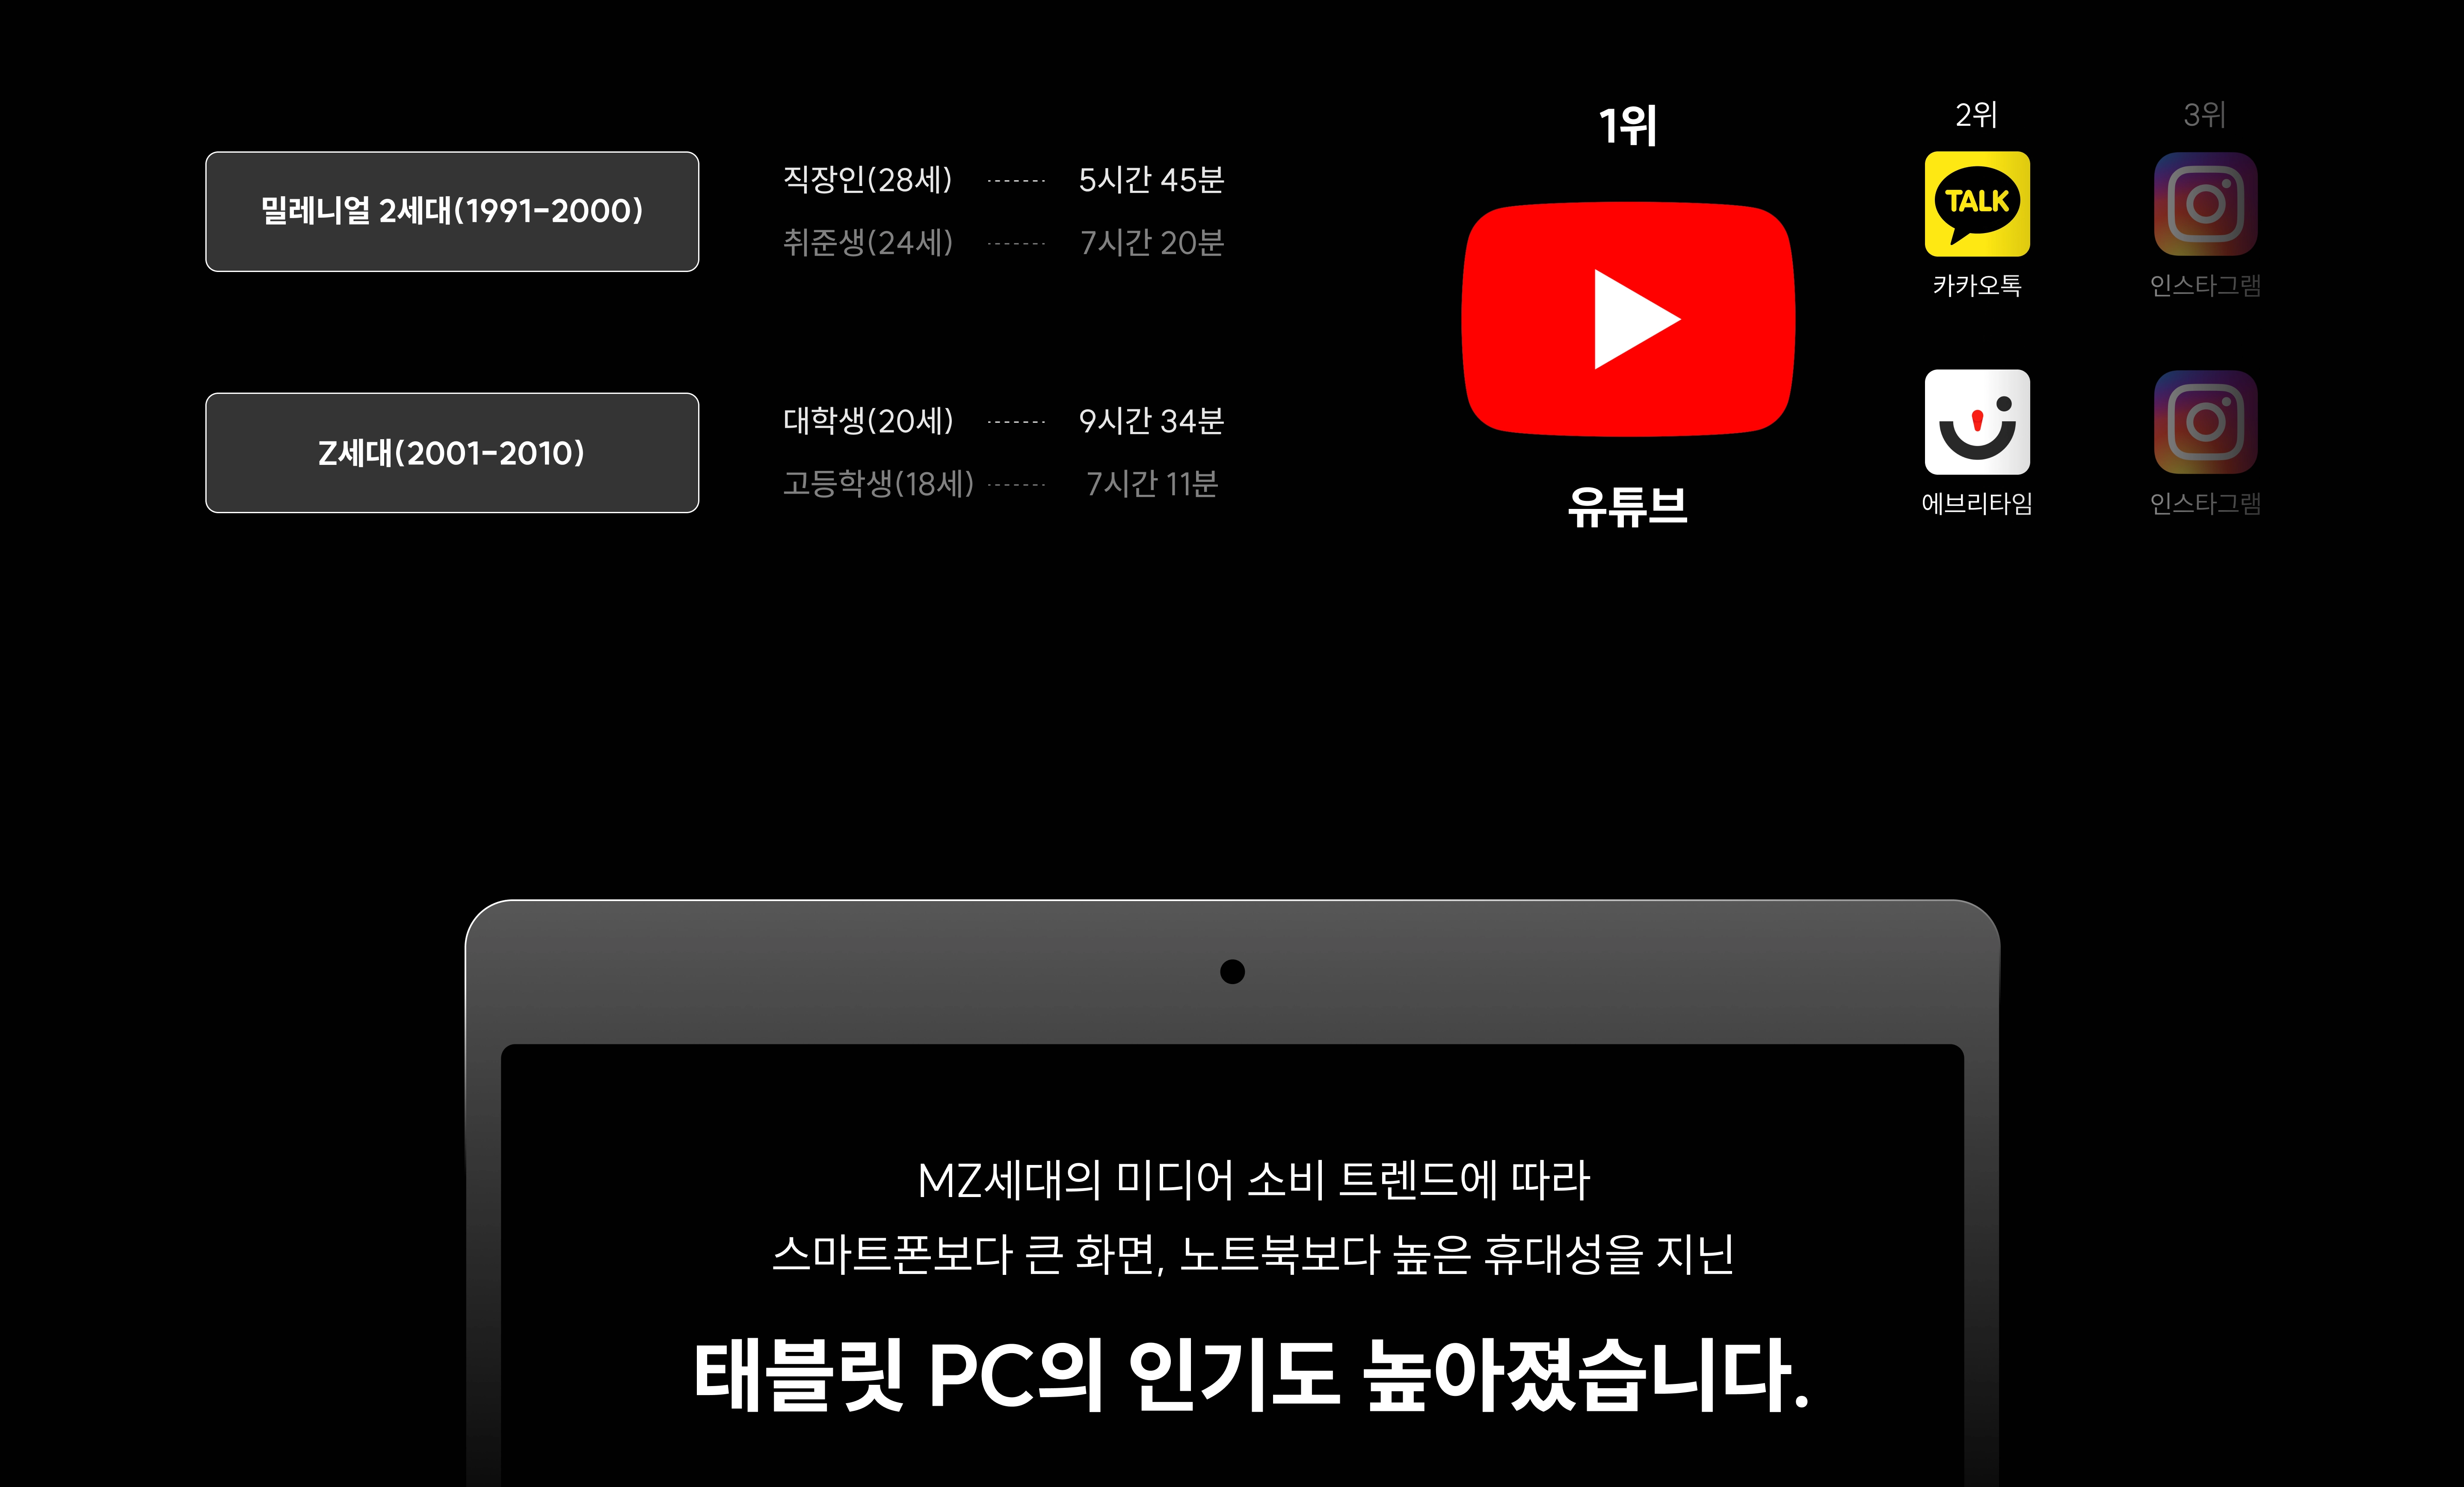 밀레니얼 2세대(1991-2000)
직장인(28세) 5시간 45분
취준생(24세) 7시간 20분
Z세대(2001-2010)
대학생(20세) 9시간 34분
고등학생(18세) 7시간 11분
1위
유튜브
2위
TALK
카카오톡
에브리타임
3위
인스타그램
인스타그램
MZ세대의 미디어 소비 트렌드에 따라
스마트폰보다 큰 화면, 노트북보다 높은 휴대성을 지닌
태블릿 PC의 인기도 높아졌습니다.